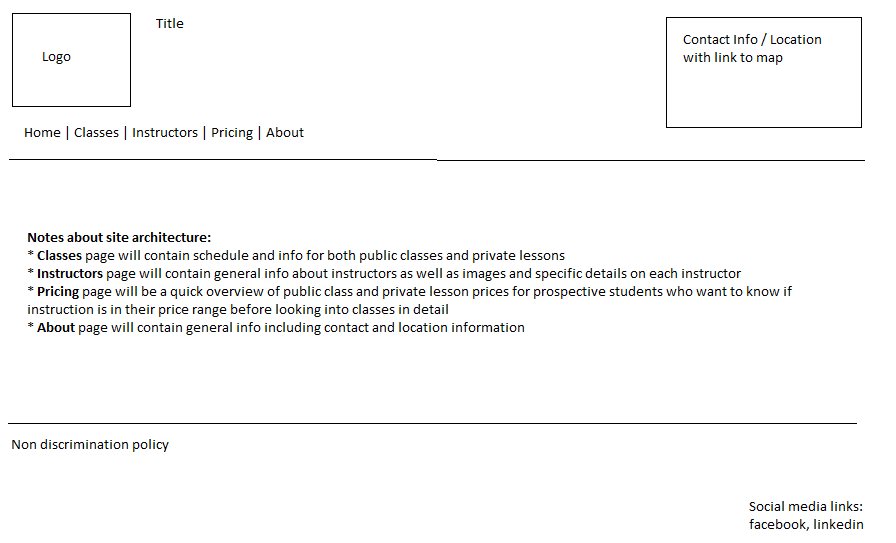 Logo
Title
Contact Info / Location
with link to map
Home | Classes | Instructors | Pricing | About
Notes about site architecture:
* Classes page will contain schedule and info for both public classes and private lessons
* Instructors page will contain general info about instructors as well as images and specific details on each instructor
* Pricing page will be a quick overview of public class and private lesson prices for prospective students who want to know if
instruction is in their price range before looking into classes in detail
* About page will contain general info including contact and location information
Non discrimination policy
Social media links:
facebook, linkedin